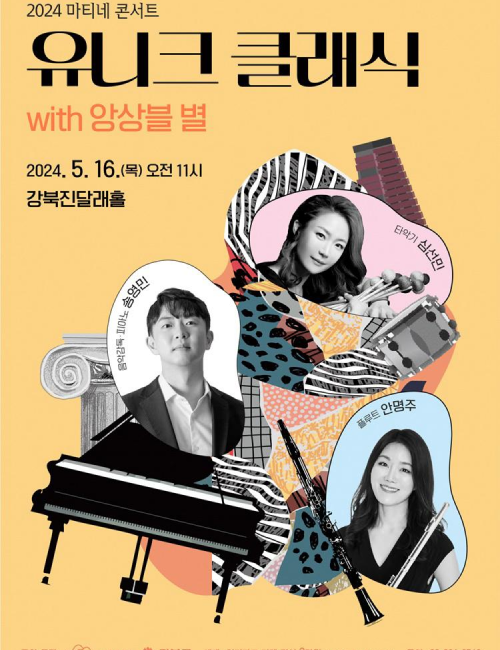 2024 마티네 콘서트
유니크 클래식
with 앙상블 별
2024. 5. 16.(목) 오전 11시
강북진달래홀
타악기 심선민
음악감독 피아노 송영민
플루트 안명주